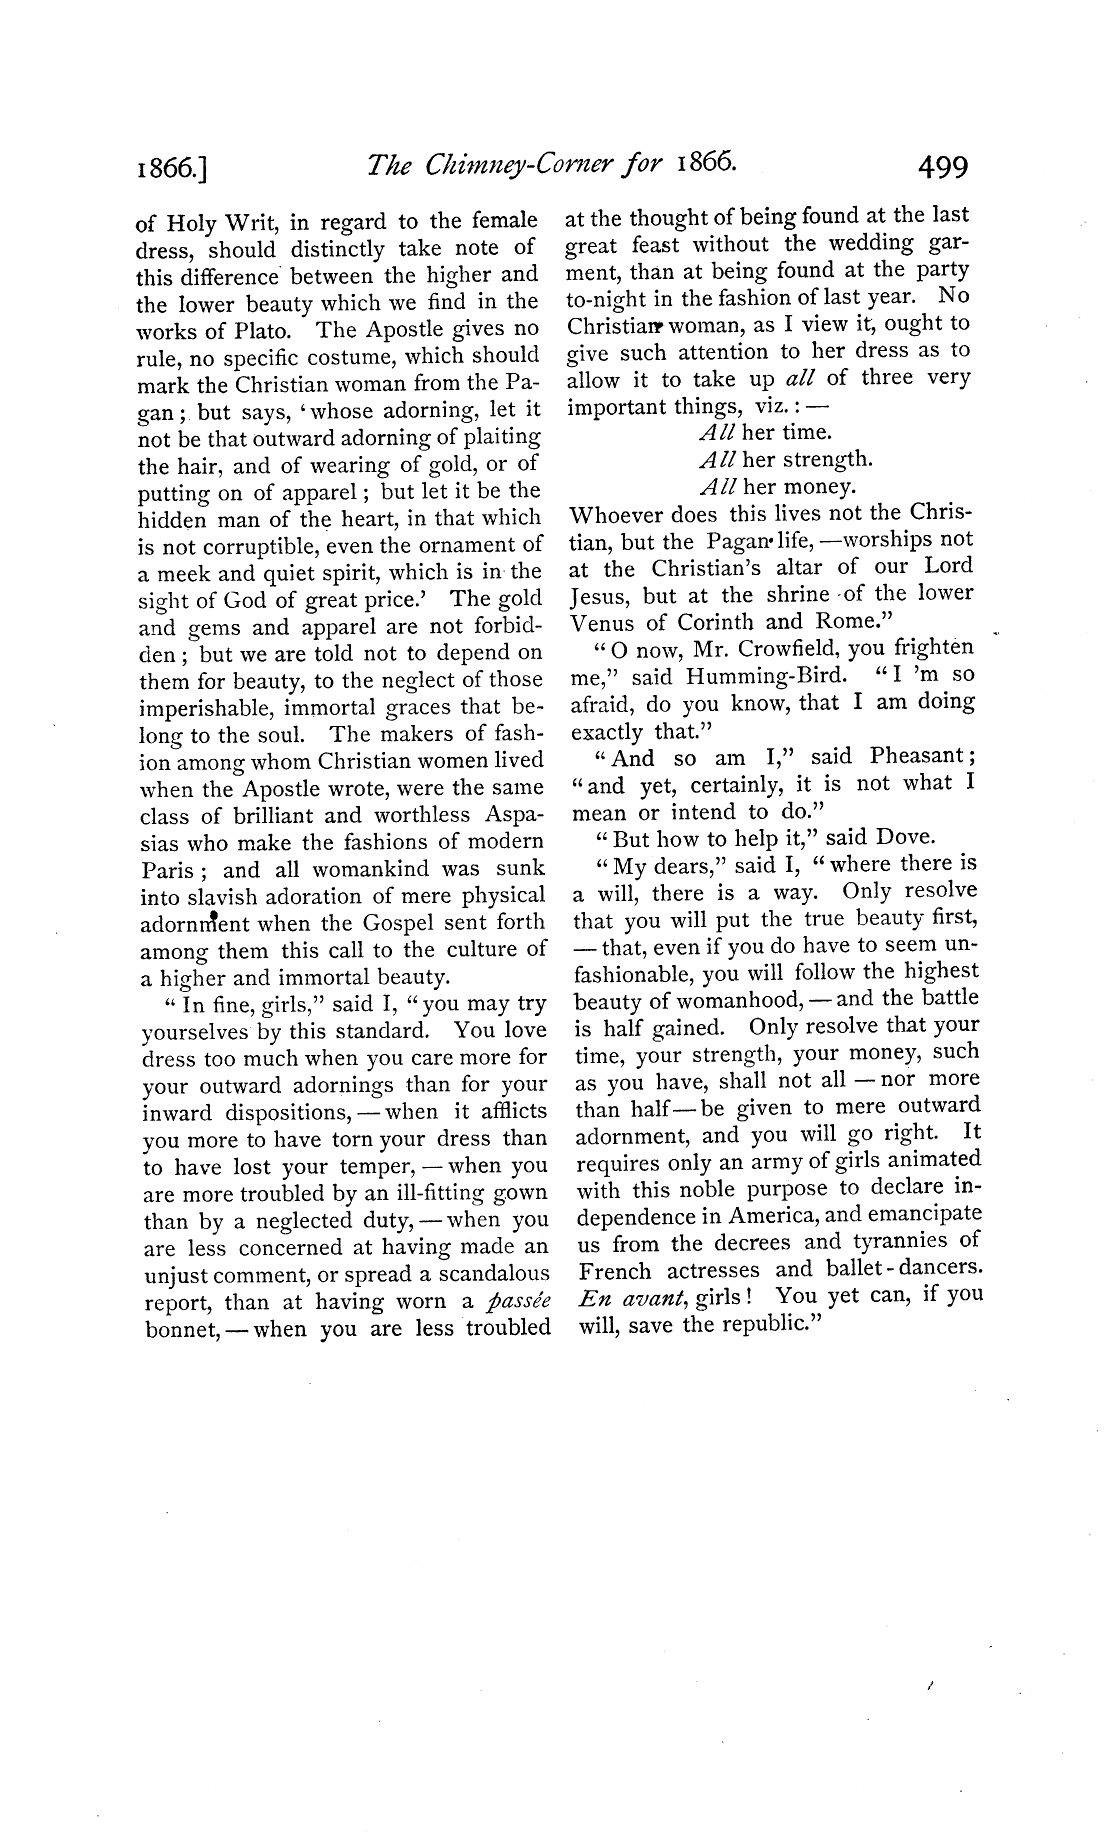 1866.] The Chimney-Corner for 1866. 499
of Holy Writ, in regard to the female
dress, should distinctly take note of
this difference between the higher and
the lower beauty which we find in the
works of Plato. The Apostle gives no
rule, no specific costume, which should
mark the Christian woman from the Pa-
gan; but says, ‘whose adorning, let it
not be that outward adorning of plaiting
the hair, and of wearing of gold, or of
putting on of apparel; but let it be the
hidden man of the heart, in that which
is not corruptible, even the ornament of
a meek and quiet spirit, which is in the
sight of God of great price.’ The gold
and gems and apparel are not forbid-
den; but we are told not to depend on
them for beauty, to the neglect of those
imperishable, immortal graces that be-
long to the soul. The makers of fash-
ion among whom Christian women lived
when the Apostle wrote, were the same
class of brilliant and worthless Aspa-
sias who make the fashions of modern
Paris; and all womankind was sunk
into slavish adoration of mere physical
adornment when the Gospel sent forth
among them this call to the culture of
a higher and immortal beauty.
“In fine, girls,” said I, “you may try
yourselves by this standard. You love
dress too much when you care more for
your outward adornings than for your
inward dispositions, — when it afflicts
you more to have torn your dress than
to have lost your temper, — when you
are more troubled by an ill-fitting gown
than by a neglected duty, — when you
are less concerned at having made an
unjust comment, or spread a scandalous
report, than at having worn a passée
bonnet, — when you are less troubled
at the thought of being found at the last
great feast without the wedding gar-
ment, than at being found at the party
to-night in the fashion of last year. No
Christian woman, as I view it, ought to
give such attention to her dress as to
allow it to take up all of three very
important things, viz.: —
All her time.
All her strength.
All her money.
Whoever does this lives not the Chris-
tian, but the Pagan life, — worships not
at the Christian’s altar of our Lord
Jesus, but at the shrine of the lower
Venus of Corinth and Rome.”
“O now, Mr. Crowfield, you frighten
me,” said Humming-Bird. “I ’m so
afraid, do you know, that I am doing
exactly that.”
“And so am I,” said Pheasant;
“and yet, certainly, it is not what I
mean or intend to do.”
“But how to help it,” said Dove.
“My dears,” said I, “where there is
a will, there is a way. Only resolve
that you will put the true beauty first,
— that, even if you do have to seem un-
fashionable, you will follow the highest
beauty of womanhood, — and the battle
is half gained. Only resolve that your
time, your strength, your money, such
as you have, shall not all — nor more
than half — be given to mere outward
adornment, and you will go right. It
requires only an army of girls animated
with this noble purpose to declare in-
dependence in America, and emancipate
us from the decrees and tyrannies of
French actresses and ballet-dancers.
En avant, girls! You yet can, if you
will, save the republic.”